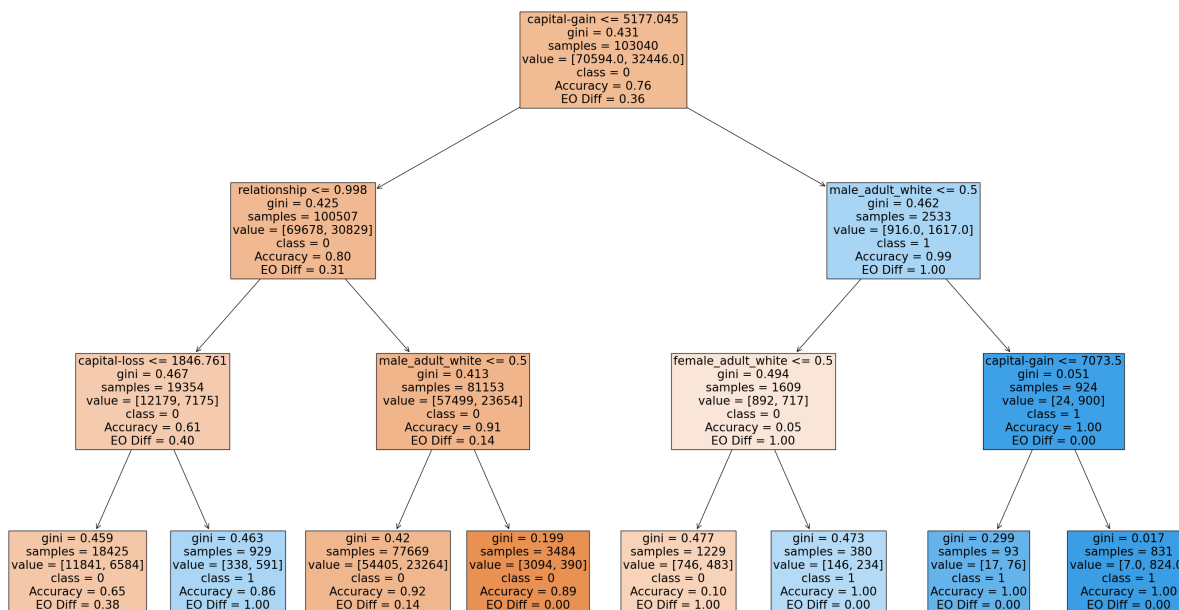 capital-gain <= 5177.045
gini = 0.431
samples = 103040
value = [70594.0, 32446.0]
class = 0
Accuracy = 0.76
EO Diff = 0.36
relationship <= 0.998
gini = 0.425
samples = 100507
value = [69678, 30829]
class = 0
Accuracy = 0.80
EO Diff = 0.31
male_adult_white <= 0.5
gini = 0.462
samples = 2533
value = [916.0, 1617.0]
class = 1
Accuracy = 0.99
EO Diff = 1.00
capital-loss <= 1846.761
gini = 0.467
samples = 19354
value = [12179, 7175]
class = 0
Accuracy = 0.61
EO Diff = 0.40
male_adult_white <= 0.5
gini = 0.413
samples = 81153
value = [57499, 23654]
class = 0
Accuracy = 0.91
EO Diff = 0.14
female_adult_white <= 0.5
gini = 0.494
samples = 1609
value = [892, 717]
class = 0
Accuracy = 0.05
EO Diff = 1.00
capital-gain <= 7073.5
gini = 0.051
samples = 924
value = [24, 900]
class = 1
Accuracy = 1.00
EO Diff = 0.00
gini = 0.459
samples = 18425
value = [11841, 6584]
class = 0
Accuracy = 0.65
EO Diff = 0.38
gini = 0.463
samples = 929
value = [338, 591]
class = 1
Accuracy = 0.86
EO Diff = 1.00
gini = 0.42
samples = 77669
value = [54405, 23264]
class = 0
Accuracy = 0.92
EO Diff = 0.14
gini = 0.199
samples = 3484
value = [3094, 390]
class = 0
Accuracy = 0.89
EO Diff = 0.00
gini = 0.477
samples = 1229
value = [746, 483]
class = 0
Accuracy = 0.10
EO Diff = 1.00
gini = 0.473
samples = 380
value = [146, 234]
class = 1
Accuracy = 1.00
EO Diff = 0.00
gini = 0.299
samples = 93
value = [17, 76]
class = 1
Accuracy = 1.00
EO Diff = 0.00
gini = 0.017
samples = 831
value = [7.0, 824.0
class = 1
Accuracy = 1.00
EO Diff = 0.00